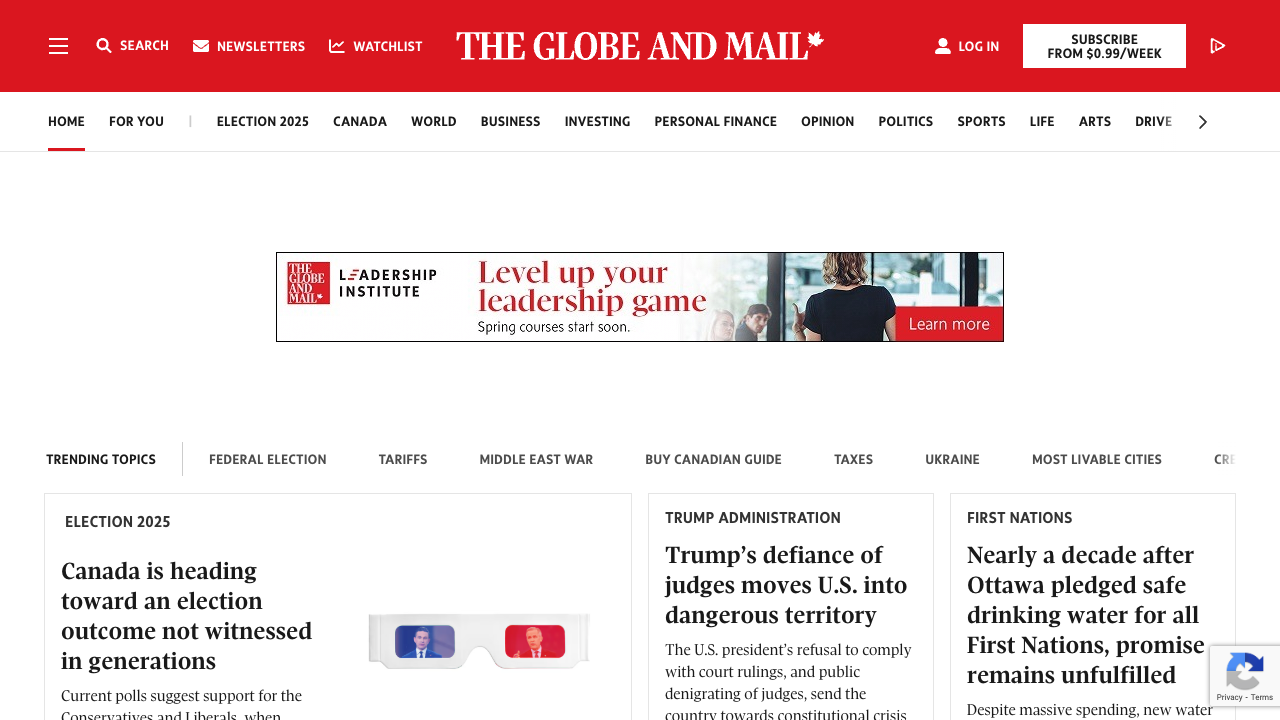 SEARCH
NEWSLETTERS
WATCHLIST
THE GLOBE AND MAIL
LOG IN
SUBSCRIBE
FROM $0.99/WEEK
HOME
FOR YOU
|
ELECTION 2025
CANADA
WORLD
BUSINESS
INVESTING
PERSONAL FINANCE
OPINION
POLITICS
SPORTS
LIFE
ARTS
DRIVE
THE
GLOBE
AND
MAIL
LEADERSHIP
INSTITUTE
Level up your
leadership game
Spring courses start soon.
Learn more
TRENDING TOPICS
FEDERAL ELECTION
TARIFFS
MIDDLE EAST WAR
BUY CANADIAN GUIDE
TAXES
UKRAINE
MOST LIVABLE CITIES
ELECTION 2025
Canada is heading
toward an election
outcome not witnessed
in generations
Current polls suggest support for the
Conservatives and Liberals, when
TRUMP ADMINISTRATION
Trump’s defiance of
judges moves U.S. into
dangerous territory
The U.S. president’s refusal to comply
with court rulings, and public
denigrating of judges, send the
country towards constitutional crisis
FIRST NATIONS
Nearly a decade after
Ottawa pledged safe
drinking water for all
First Nations, promise
remains unfulfilled
Despite massive spending, new water
Privacy - Terms